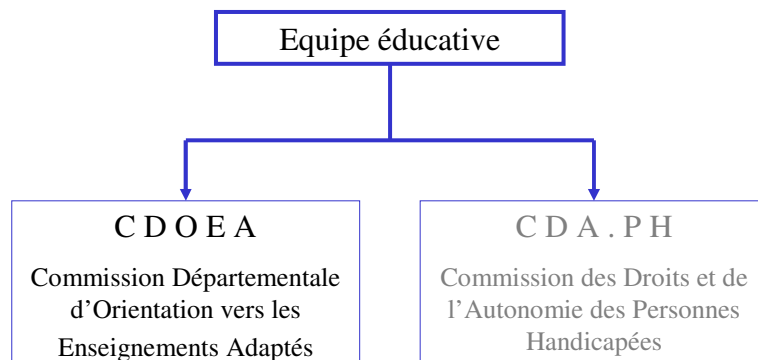 Equipe éducative
C D O E A
Commission Départementale
d’Orientation vers les
Enseignements Adaptés
C D A . P H
Commission des Droits et de
l’Autonomie des Personnes
Handicapées